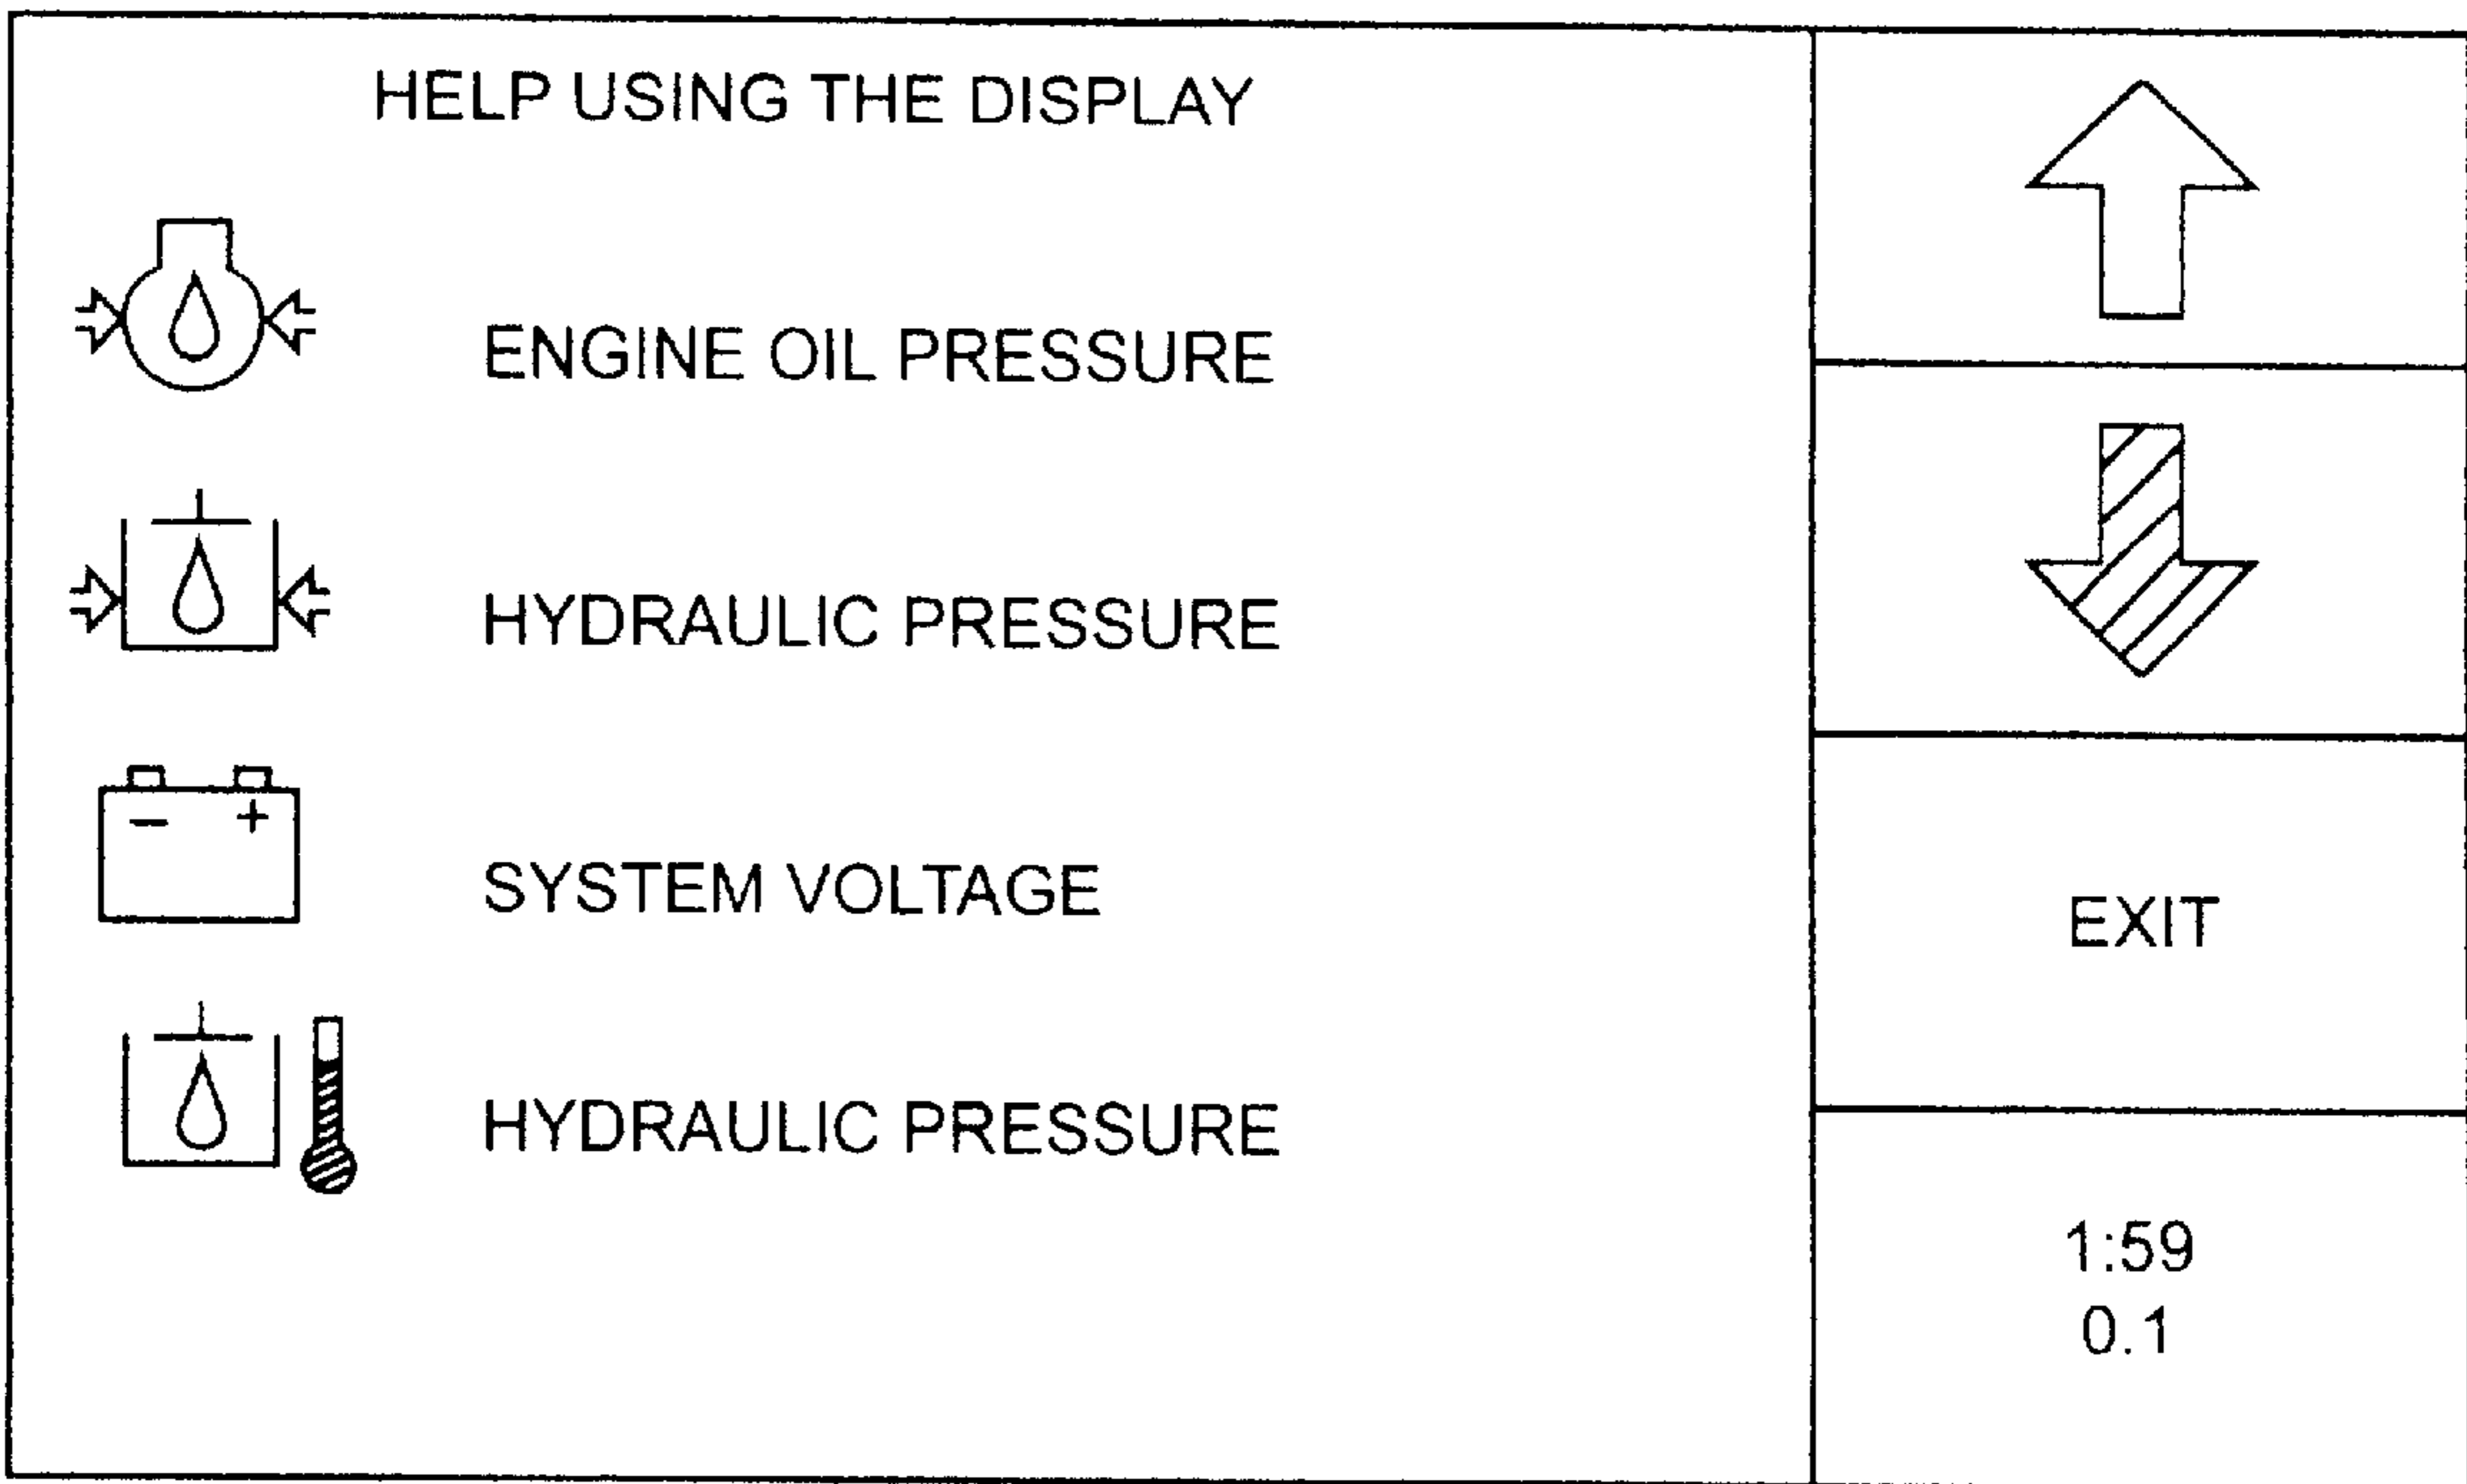 HELP USING THE DISPLAY
ENGINE OIL PRESSURE
HYDRAULIC PRESSURE
- +
SYSTEM VOLTAGE
HYDRAULIC PRESSURE
EXIT
1:59
0.1